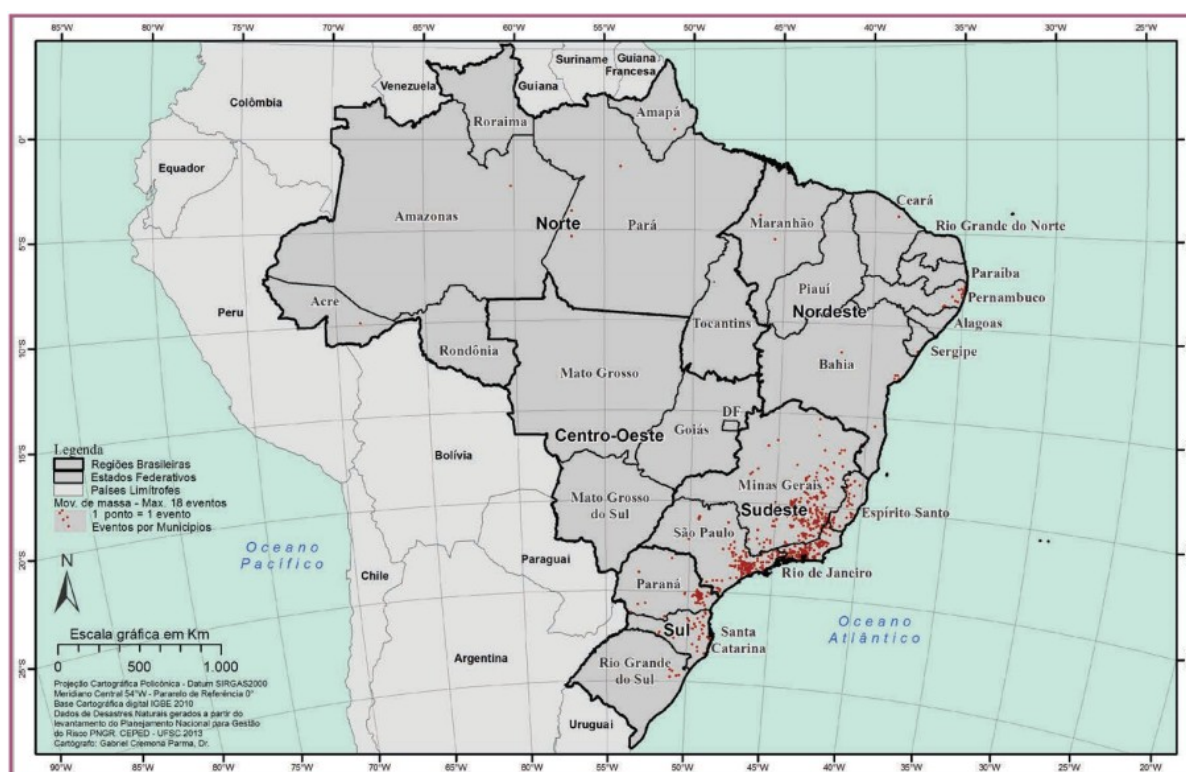 85°W 80°W 75°W 70°W 65°W 60°W 55°W 50°W 45°W 40°W 35°W
Suriname
Guiana
Francesa
Venezuela
Guiana
Colômbia
Amapá
Roraima
0°
Equador
Ceará
Amazonas
Norte
Pará
Maranhão
Rio Grande do Norte
5°S
Paraíba
Acre
Peru
Piauí
Pernambuco
Nordeste
Tocantins
Alagoas
Rondônia
Sergipe
10°S
Mato Grosso
Bahia
DF
Centro-Oeste
Goiás
15°S
Bolívia
Legenda
Regiões Brasileiras
Estados Federativos
Países Limítrofes
Mov. de massa - Max. 18 eventos
1 ponto = 1 evento
Eventos por Municípios
Minas Gerais
Mato Grosso
do Sul
Sudeste
Espírito Santo
São Paulo
Oceano
Pacífico
N
20°S
Paraguai
Chile
Rio de Janeiro
Paraná
Oceano
Atlântico
Escala gráfica em Km
0 500 1.000
Sul
Santa
Catarina
25°S
Argentina
Rio Grande
do Sul
Uruguai
Projeção Cartográfica Policônica - Datum SIRGAS2000
Meridiano Central 54°W - Pararelo de Referência 0°
Base Cartográfica digital IGBE 2010
Dados de Desastres Naturais gerados a partir do
levantamento do Planejamento Nacional para Gestão
do Risco PNGR. CEPED - UFSC 2013
Cartógrafo: Gabriel Cremona Parma, Dr.
90°W 85°W 80°W 75°W 70°W 65°W 60°W 55°W 50°W 45°W 40°W 35°W 30°W